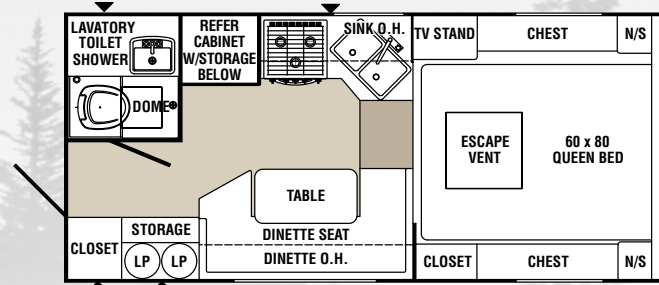 LAVATORY
TOILET
SHOWER
DOME
REFER
CABINET
W/STORAGE
BELOW
SINK O.H.
TV STAND
CHEST
N/S
ESCAPE
VENT
60 x 80
QUEEN BED
TABLE
DINETTE SEAT
DINETTE O.H.
CLOSET
STORAGE
LP
LP
CLOSET
CHEST
N/S